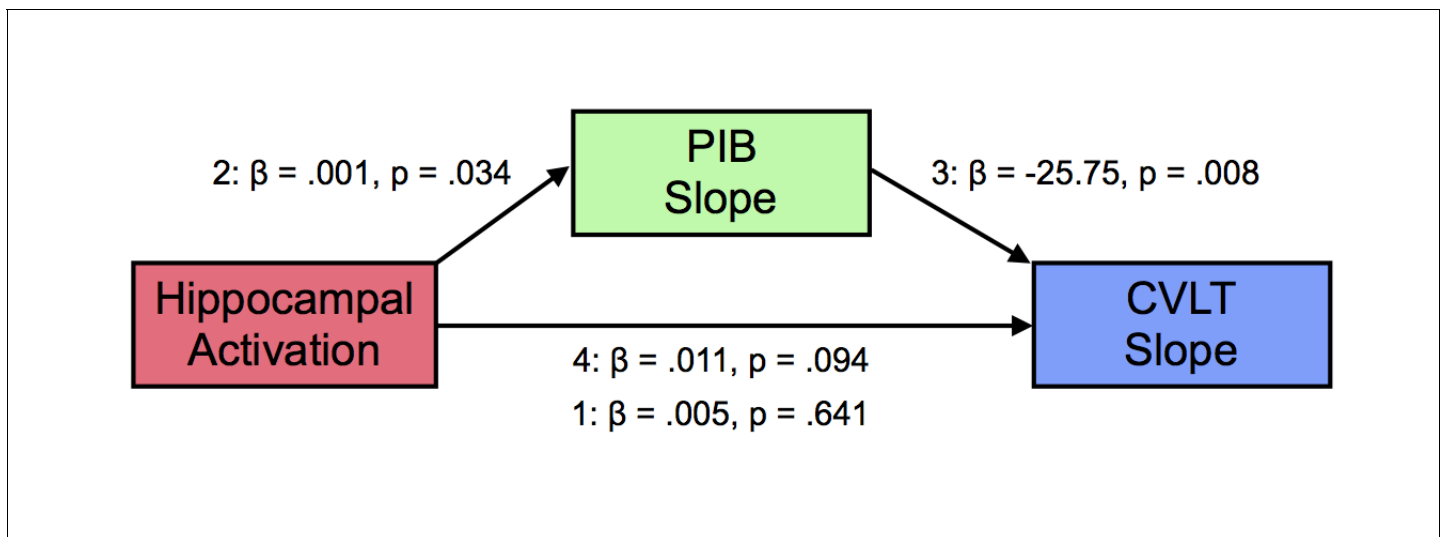 PIB
Slope
2: β = .001, p = .034
3: β = -25.75, p = .008
Hippocampal
Activation
CVLT
Slope
4: β = .011, p = .094
1: β = .005, p = .641